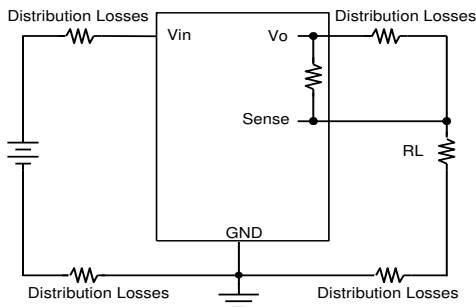 Distribution Losses
Distribution Losses
Vin
Vo
Sense
RL
GND
Distribution Losses
Distribution Losses